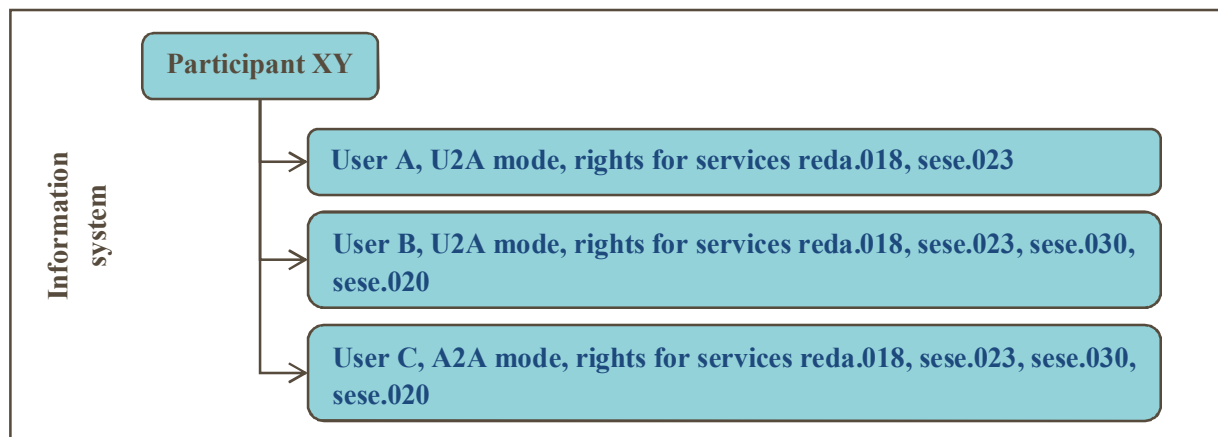 Participant XY
Information
system
User A, U2A mode, rights for services reda.018, sese.023
User B, U2A mode, rights for services reda.018, sese.023, sese.030,
sese.020
User C, A2A mode, rights for services reda.018, sese.023, sese.030,
sese.020